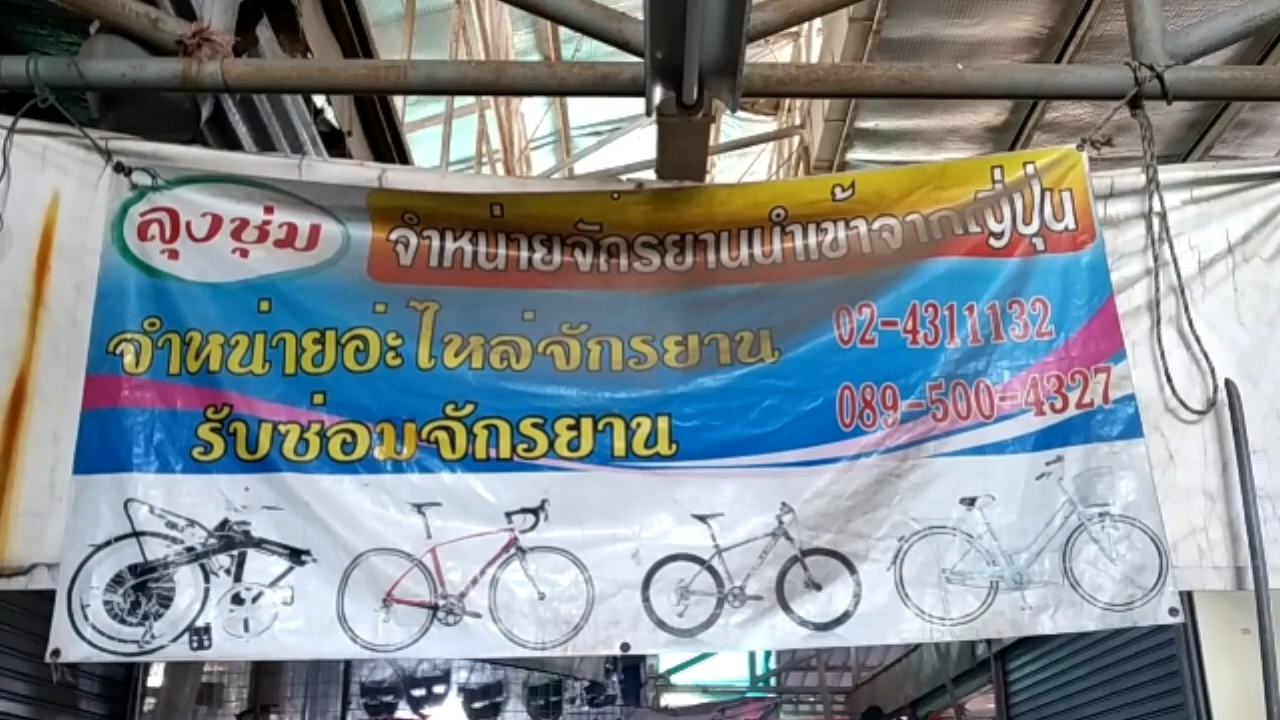 ลุงชุ่ม
จำหน่ายจักรยานนำเข้าจากญี่ปุ่น
จำหน่ายอะไหล่จักรยาน
รับซ่อมจักรยาน
02-4311132
089-500-4327